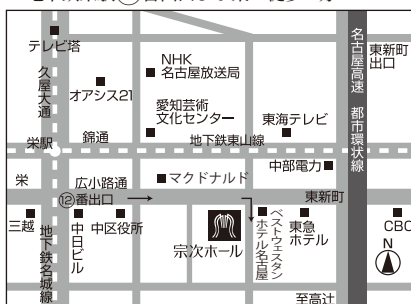 テレビ塔
久屋大通
オアシス21
NHK
名古屋放送局
愛知芸術
文化センター
東海テレビ
名古屋高速 都市環状線
東新町
出口
栄駅
錦通
地下鉄東山線
中部電力
栄
広小路通
マクドナルド
東新町
⑫番出口
三越
地下鉄名城線
中日ビル
中区役所
宗次ホール
ベストウェスタン
ホテル名古屋
東急
ホテル
CBC
N
至高辻